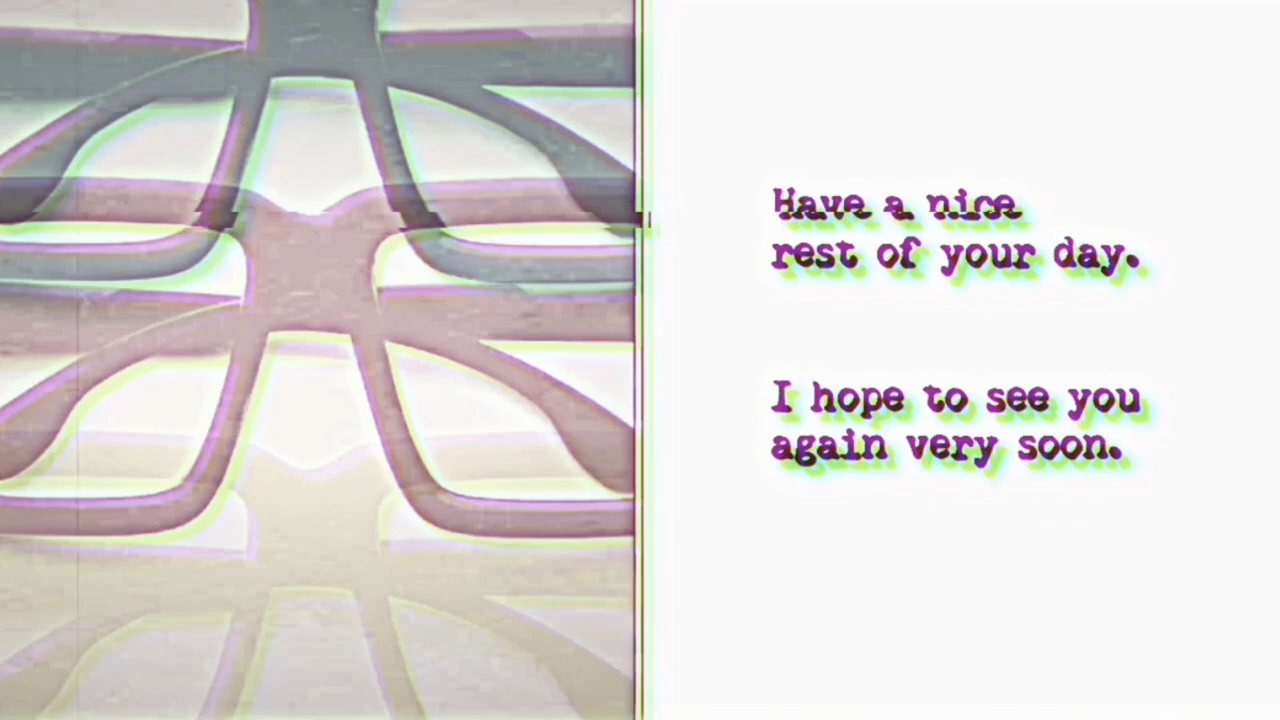 Have a nice
rest of your day.
I hope to see you
again very soon.